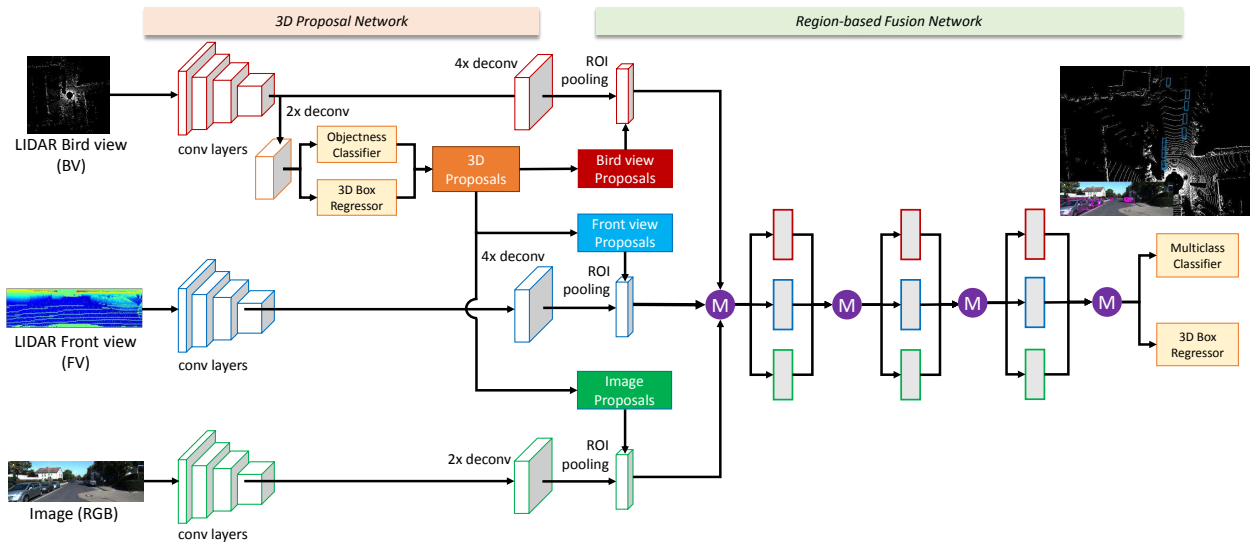 3D Proposal Network
Region-based Fusion Network
4x deconv
ROI
pooling
2x deconv
LIDAR Bird view
(BV)
conv layers
Objectness
Classifier
3D Box
Regressor
3D
Proposals
Bird view
Proposals
Front view
Proposals
4x deconv
ROI
pooling
LIDAR Front view
(FV)
conv layers
M
M
M
M
Multiclass
Classifier
3D Box
Regressor
Image
Proposals
2x deconv
ROI
pooling
Image (RGB)
conv layers